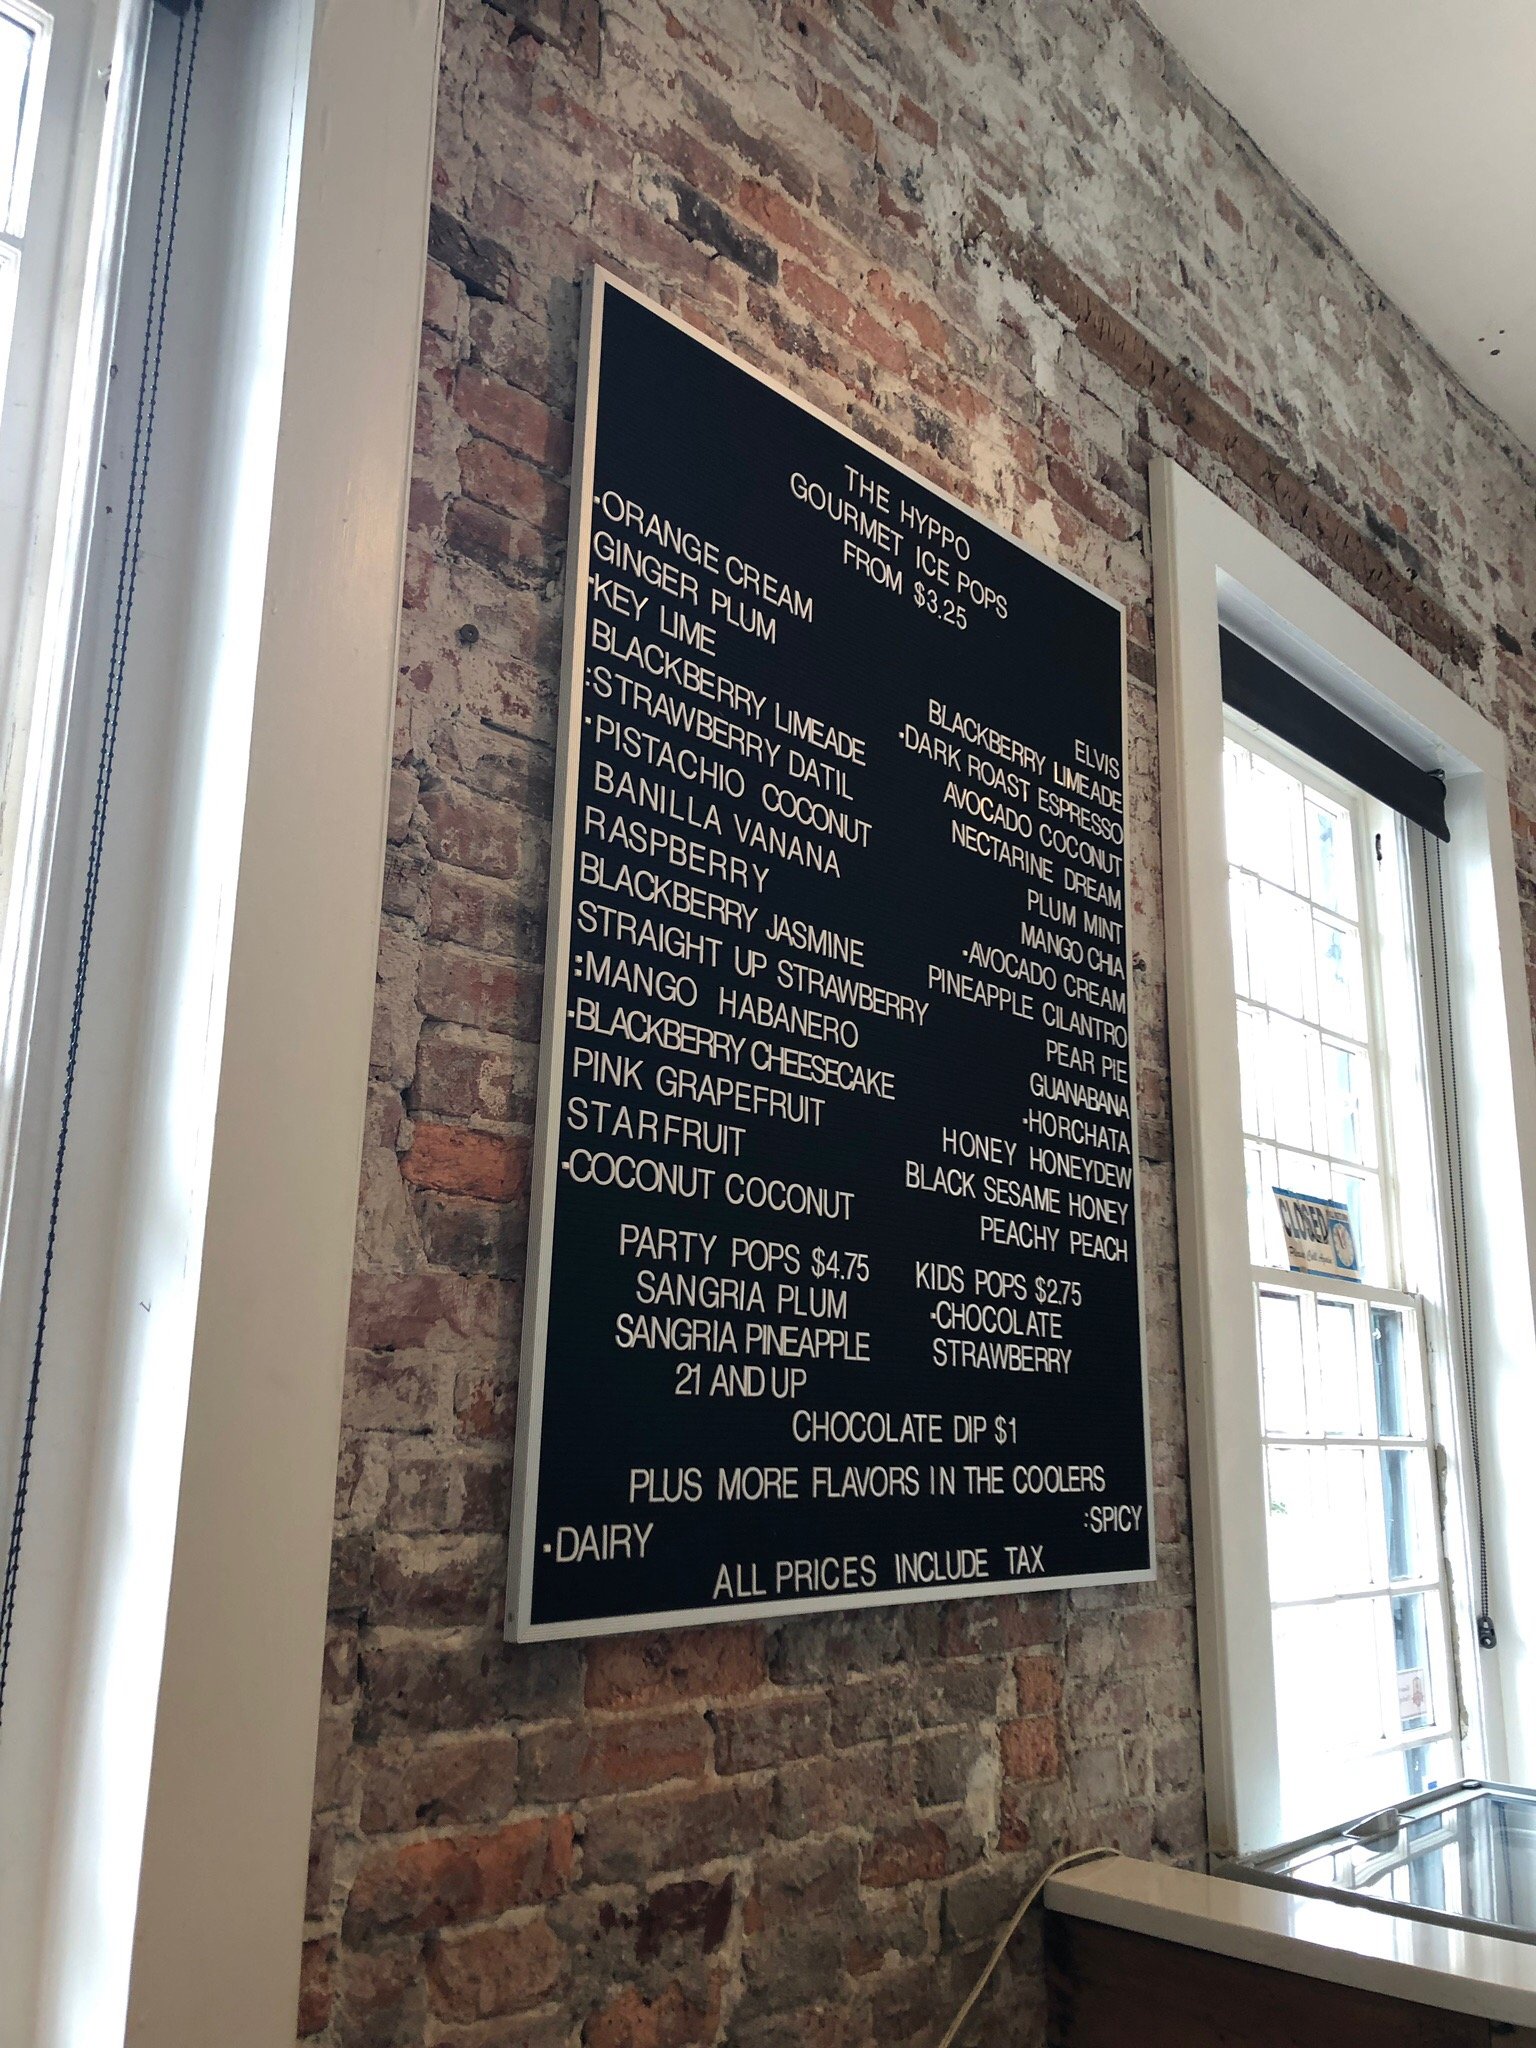 THE HYPPO
GOURMET ICE POPS
FROM $3.25
·ORANGE CREAM
GINGER PLUM
·KEY LIME
BLACKBERRY LIMEADE
:STRAWBERRY DATIL
·PISTACHIO COCONUT
BANILLA VANANA
RASPBERRY
BLACKBERRY JASMINE
STRAIGHT UP STRAWBERRY
:MANGO HABANERO
·BLACKBERRY CHEESECAKE
PINK GRAPEFRUIT
STARFRUIT
·COCONUT COCONUT
ELVIS
BLACKBERRY LIMEADE
·DARK ROAST ESPRESSO
AVOCADO COCONUT
NECTARINE DREAM
PLUM MINT
MANGO CHIA
·AVOCADO CREAM
PINEAPPLE CILANTRO
PEAR PIE
GUANABANA
·HORCHATA
HONEY HONEYDEW
BLACK SESAME HONEY
PEACHY PEACH
PARTY POPS $4.75
SANGRIA PLUM
SANGRIA PINEAPPLE
21 AND UP
KIDS POPS $2.75
·CHOCOLATE
STRAWBERRY
CHOCOLATE DIP $1
PLUS MORE FLAVORS IN THE COOLERS
·DAIRY
:SPICY
ALL PRICES INCLUDE TAX
CLOSED
Please Call Again